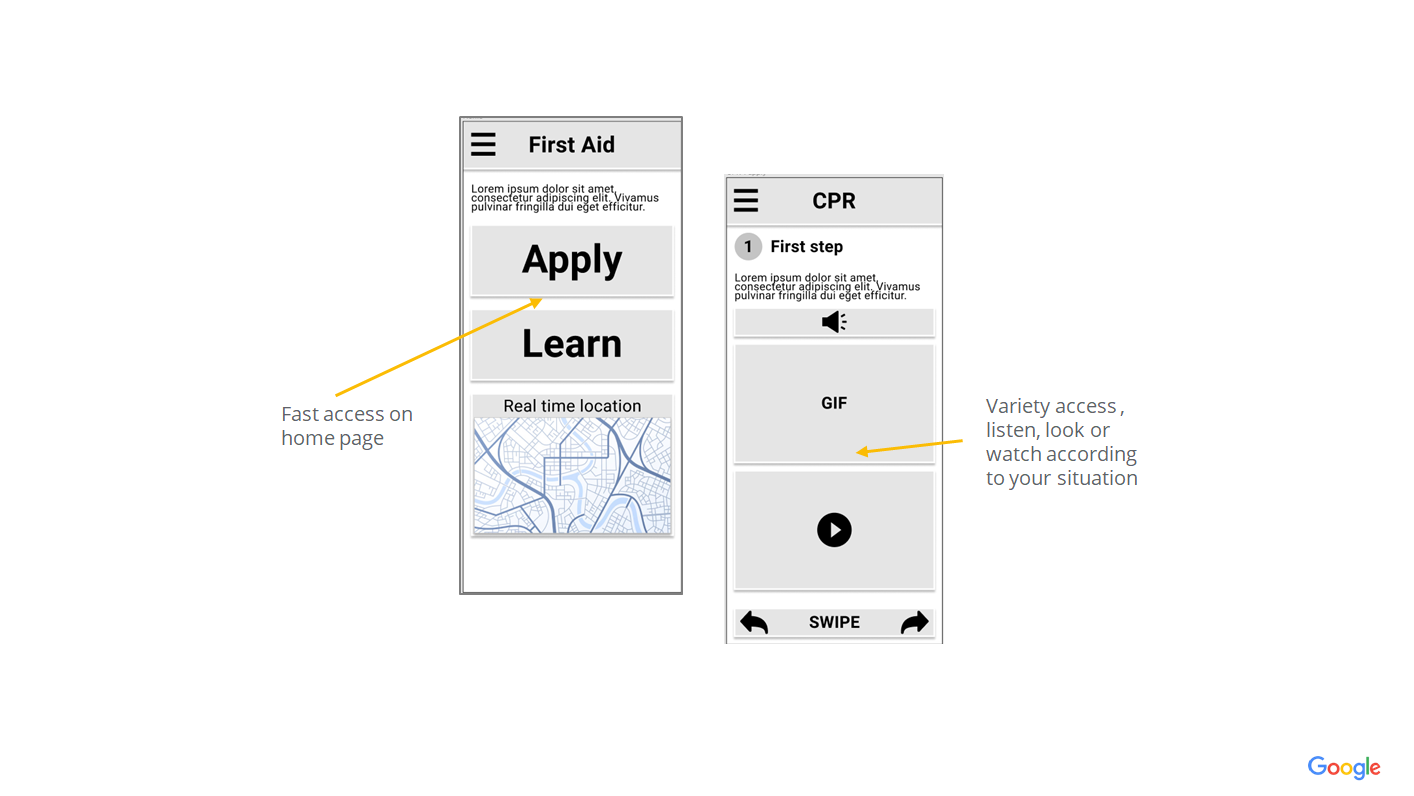 First Aid
Lorem ipsum dolor sit amet,
consectetur adipiscing elit. Vivamus
pulvinar fringilla dui eget efficitur.
Apply
Learn
Real time location
Fast access on
home page
CPR
1 First step
Lorem ipsum dolor sit amet,
consectetur adipiscing elit. Vivamus
pulvinar fringilla dui eget efficitur.
GIF
SWIPE
Variety access ,
listen, look or
watch according
to your situation
Google